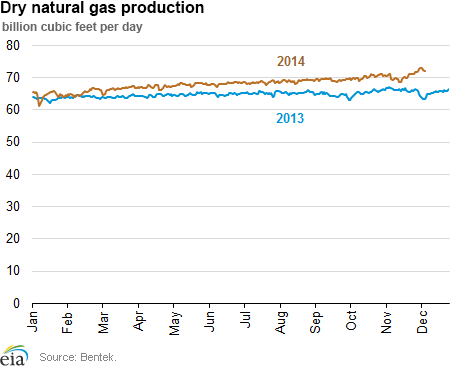 Dry natural gas production
billion cubic feet per day
80
70
60
50
40
30
20
10
0
2014
2013
Jan Feb Mar Apr May Jun Jul Aug Sep Oct Nov Dec
eia Source: Bentek.